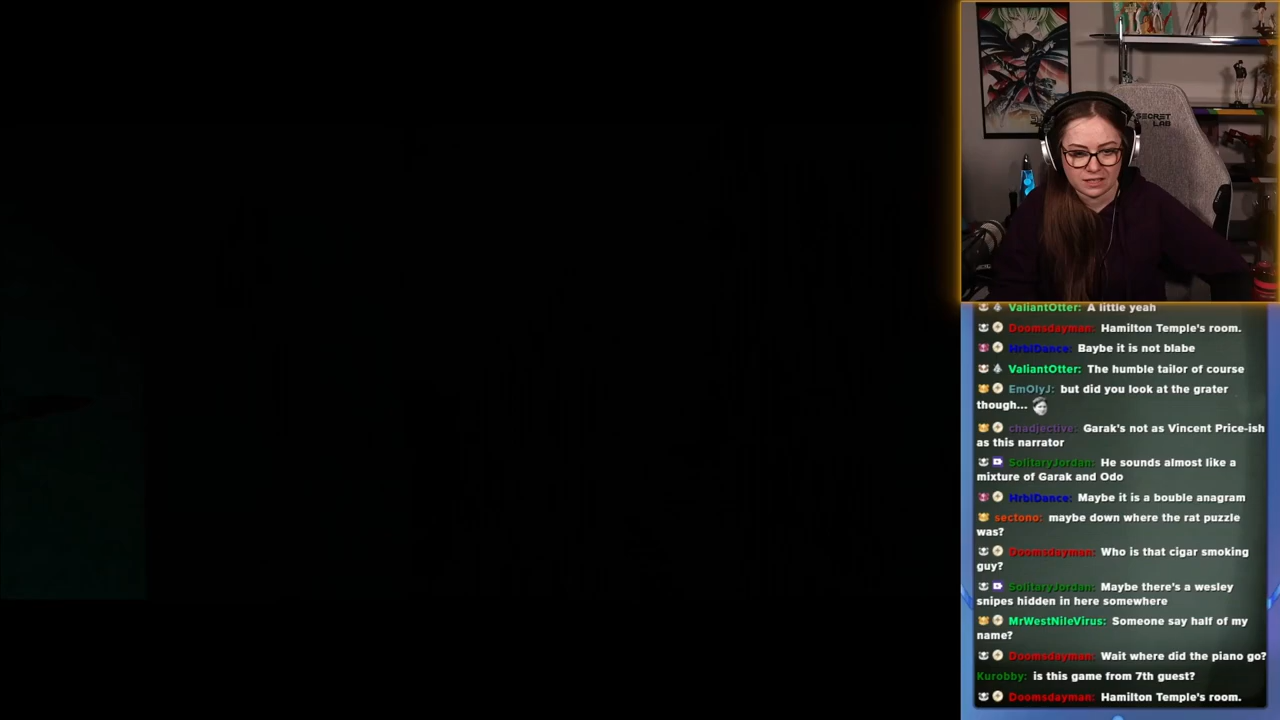 SECRET
LAB
ValiantOtter: A little yeah
Doomsdayman: Hamilton Temple's room.
HrblDance: Baybe it is not blabe
ValiantOtter: The humble tailor of course
EmOlyJ: but did you look at the grater
though...
chadjective: Garak's not as Vincent Price-ish
as this narrator
SolitaryJordan: He sounds almost like a
mixture of Garak and Odo
HrblDance: Maybe it is a bouble anagram
sectono: maybe down where the rat puzzle
was?
Doomsdayman: Who is that cigar smoking
guy?
SolitaryJordan: Maybe there's a wesley
snipes hidden in here somewhere
MrWestNileVirus: Someone say half of my
name?
Doomsdayman: Wait where did the piano go?
Kurobby: is this game from 7th guest?
Doomsdayman: Hamilton Temple's room.